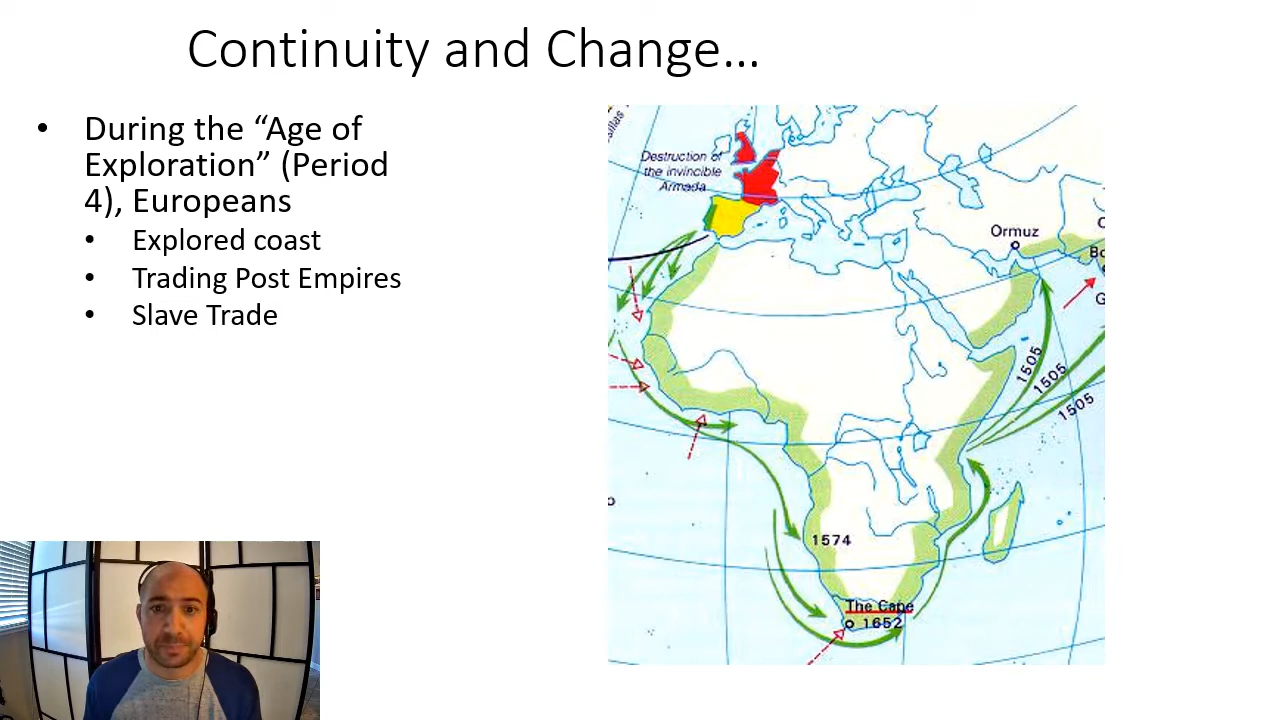 Continuity and Change…
• During the “Age of
Exploration” (Period
4), Europeans
• Explored coast
• Trading Post Empires
• Slave Trade
Destruction of
the invincible
Armada
Ormuz
1505
1505
1505
1574
The Cape
1652